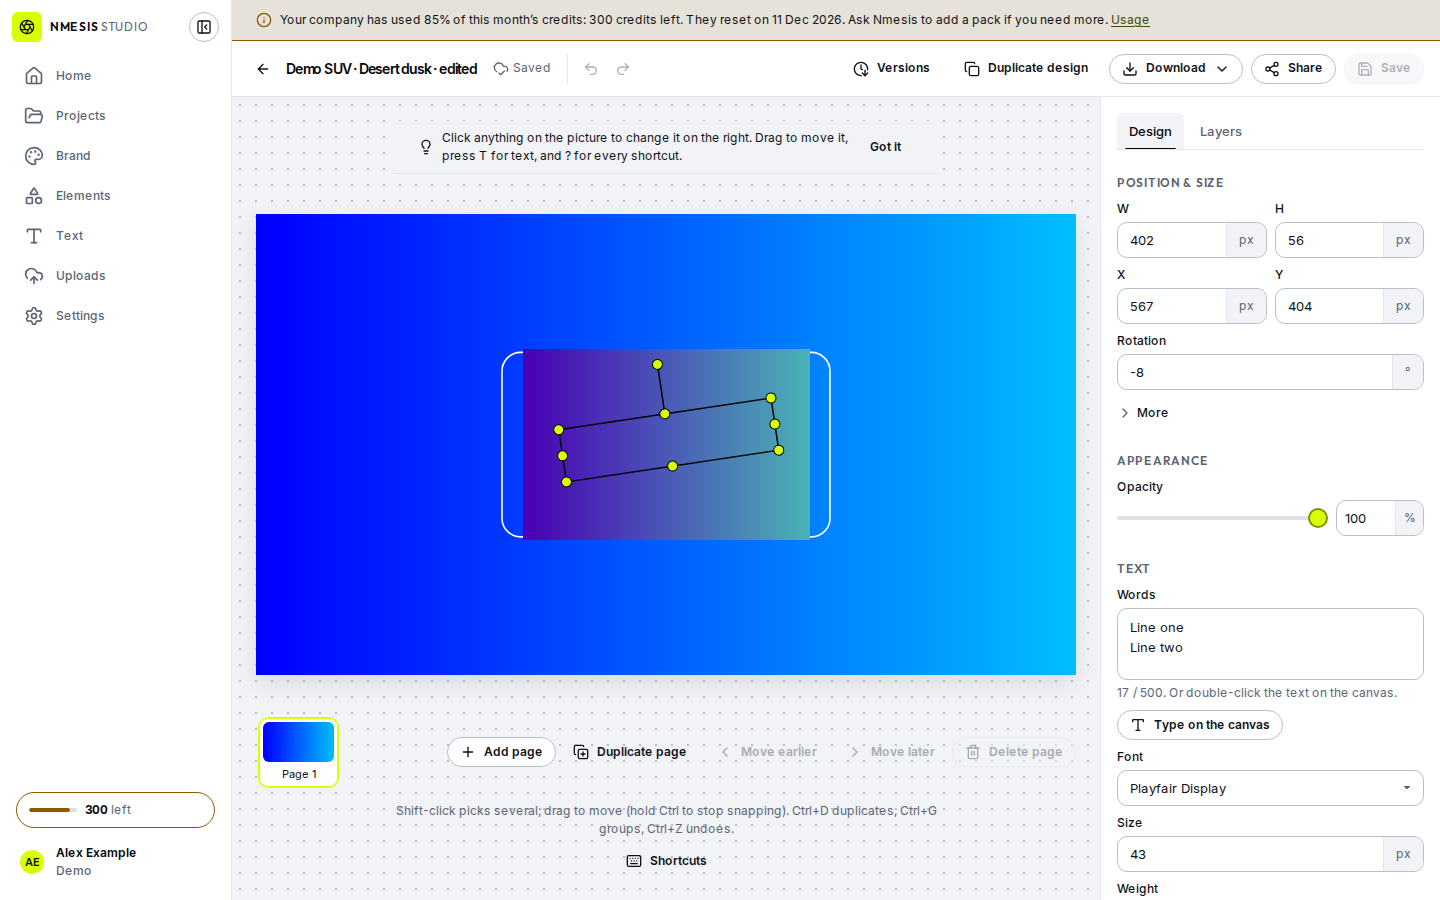 NMESIS STUDIO
Home
Projects
Brand
Elements
Text
Uploads
Settings
300 left
AE
Alex Example
Demo
Your company has used 85% of this month's credits: 300 credits left. They reset on 11 Dec 2026. Ask Nmesis to add a pack if you need more. Usage
Demo SUV · Desert dusk · edited
Saved
Versions
Duplicate design
Download
Share
Save
Click anything on the picture to change it on the right. Drag to move it,
press T for text, and ? for every shortcut.
Got it
Page 1
Add page
Duplicate page
Move earlier
Move later
Delete page
Shift-click picks several; drag to move (hold Ctrl to stop snapping). Ctrl+D duplicates, Ctrl+G
groups, Ctrl+Z undoes.
Shortcuts
Design
Layers
POSITION & SIZE
W
H
402 px
56 px
X
Y
567 px
404 px
Rotation
-8 °
More
APPEARANCE
Opacity
100 %
TEXT
Words
Line one
Line two
17 / 500. Or double-click the text on the canvas.
Type on the canvas
Font
Playfair Display
Size
43 px
Weight